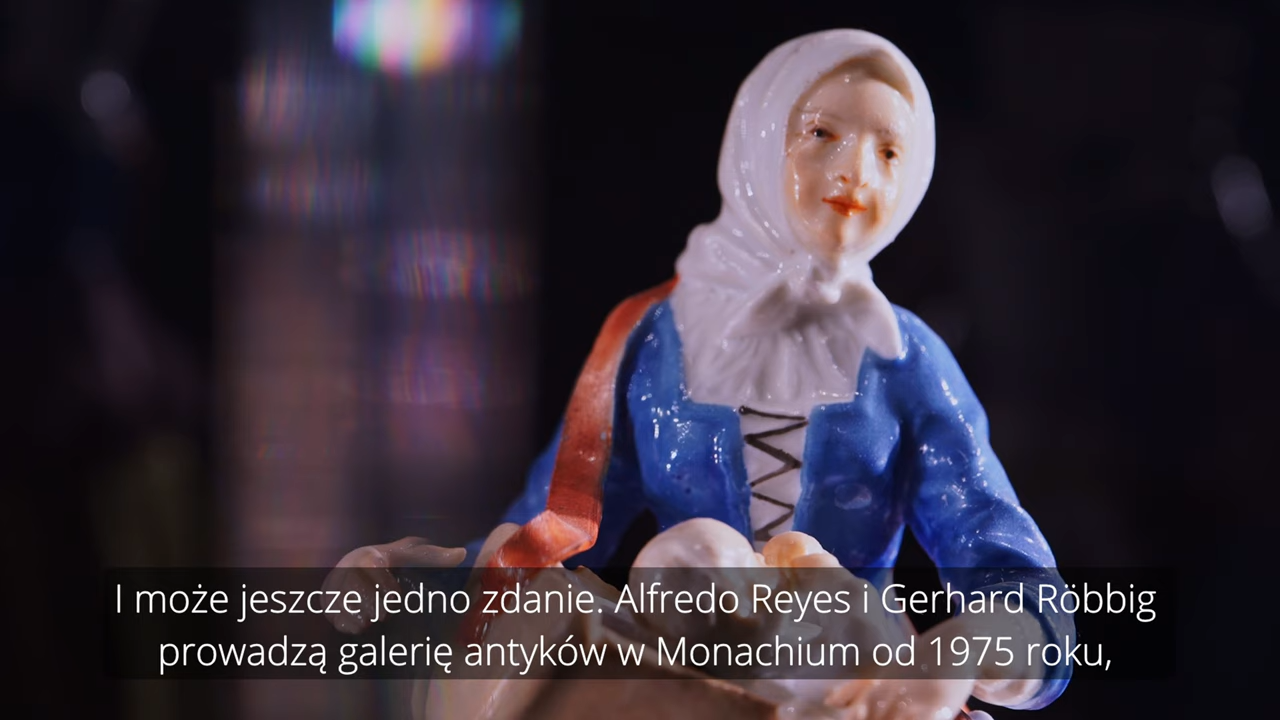 I może jeszcze jedno zdanie. Alfredo Reyes i Gerhard Röbbig
prowadzą galerię antyków w Monachium od 1975 roku,